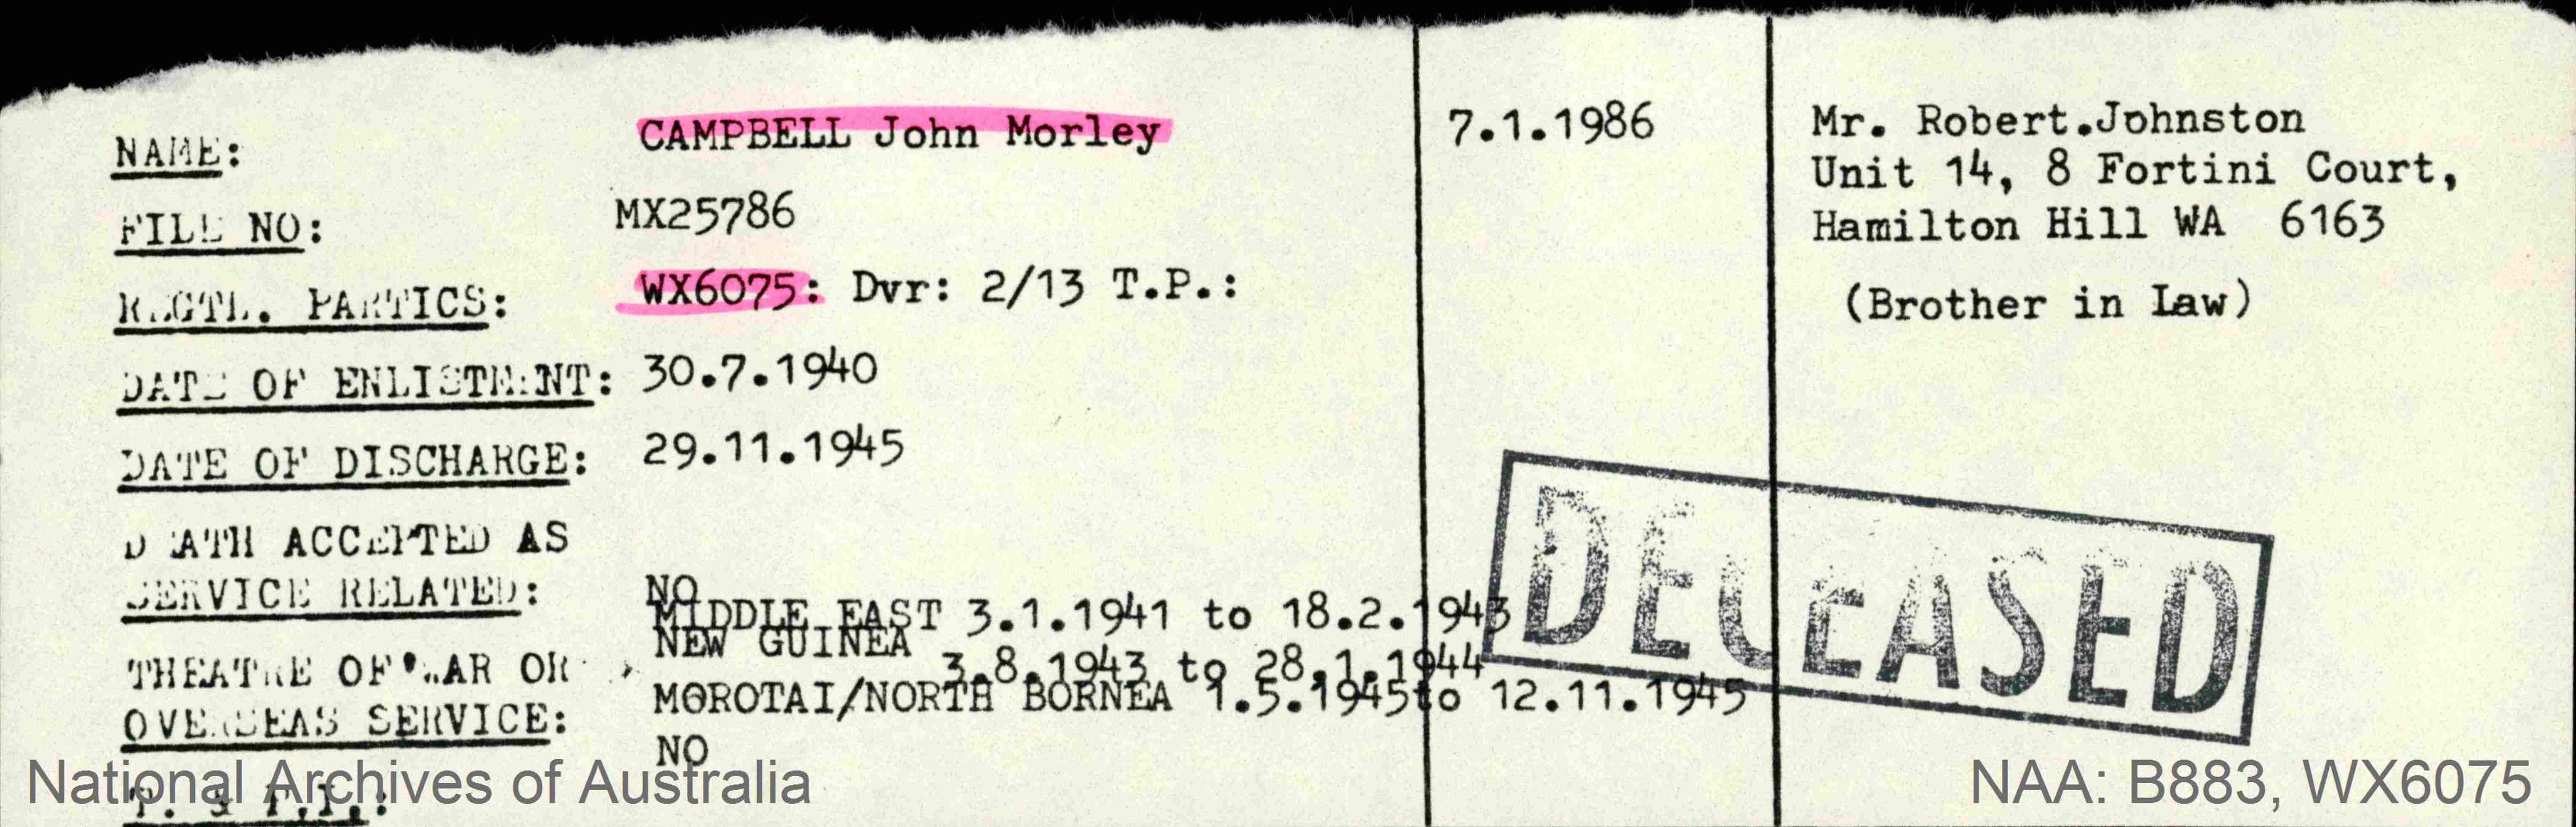 NAME: CAMPBELL John Morley
FILE NO: MX25786
REGTL. PARTICS: WX6075: Dvr: 2/13 T.P.:
DATE OF ENLISTMENT: 30.7.1940
DATE OF DISCHARGE: 29.11.1945
DEATH ACCEPTED AS
SERVICE RELATED: NO
MIDDLE EAST 3.1.1941 to 18.2.1943
NEW GUINEA
3.8.1943 to 28.1.1944
THEATRE OF WAR OR
MOROTAI/NORTH BORNEA 1.5.1945to 12.11.1945
OVERSEAS SERVICE:
NO
T. & P.I.:
7.1.1986
Mr. Robert.Johnston
Unit 14, 8 Fortini Court,
Hamilton Hill WA 6163
(Brother in Law)
DECEASED
National Archives of Australia
NAA: B883, WX6075